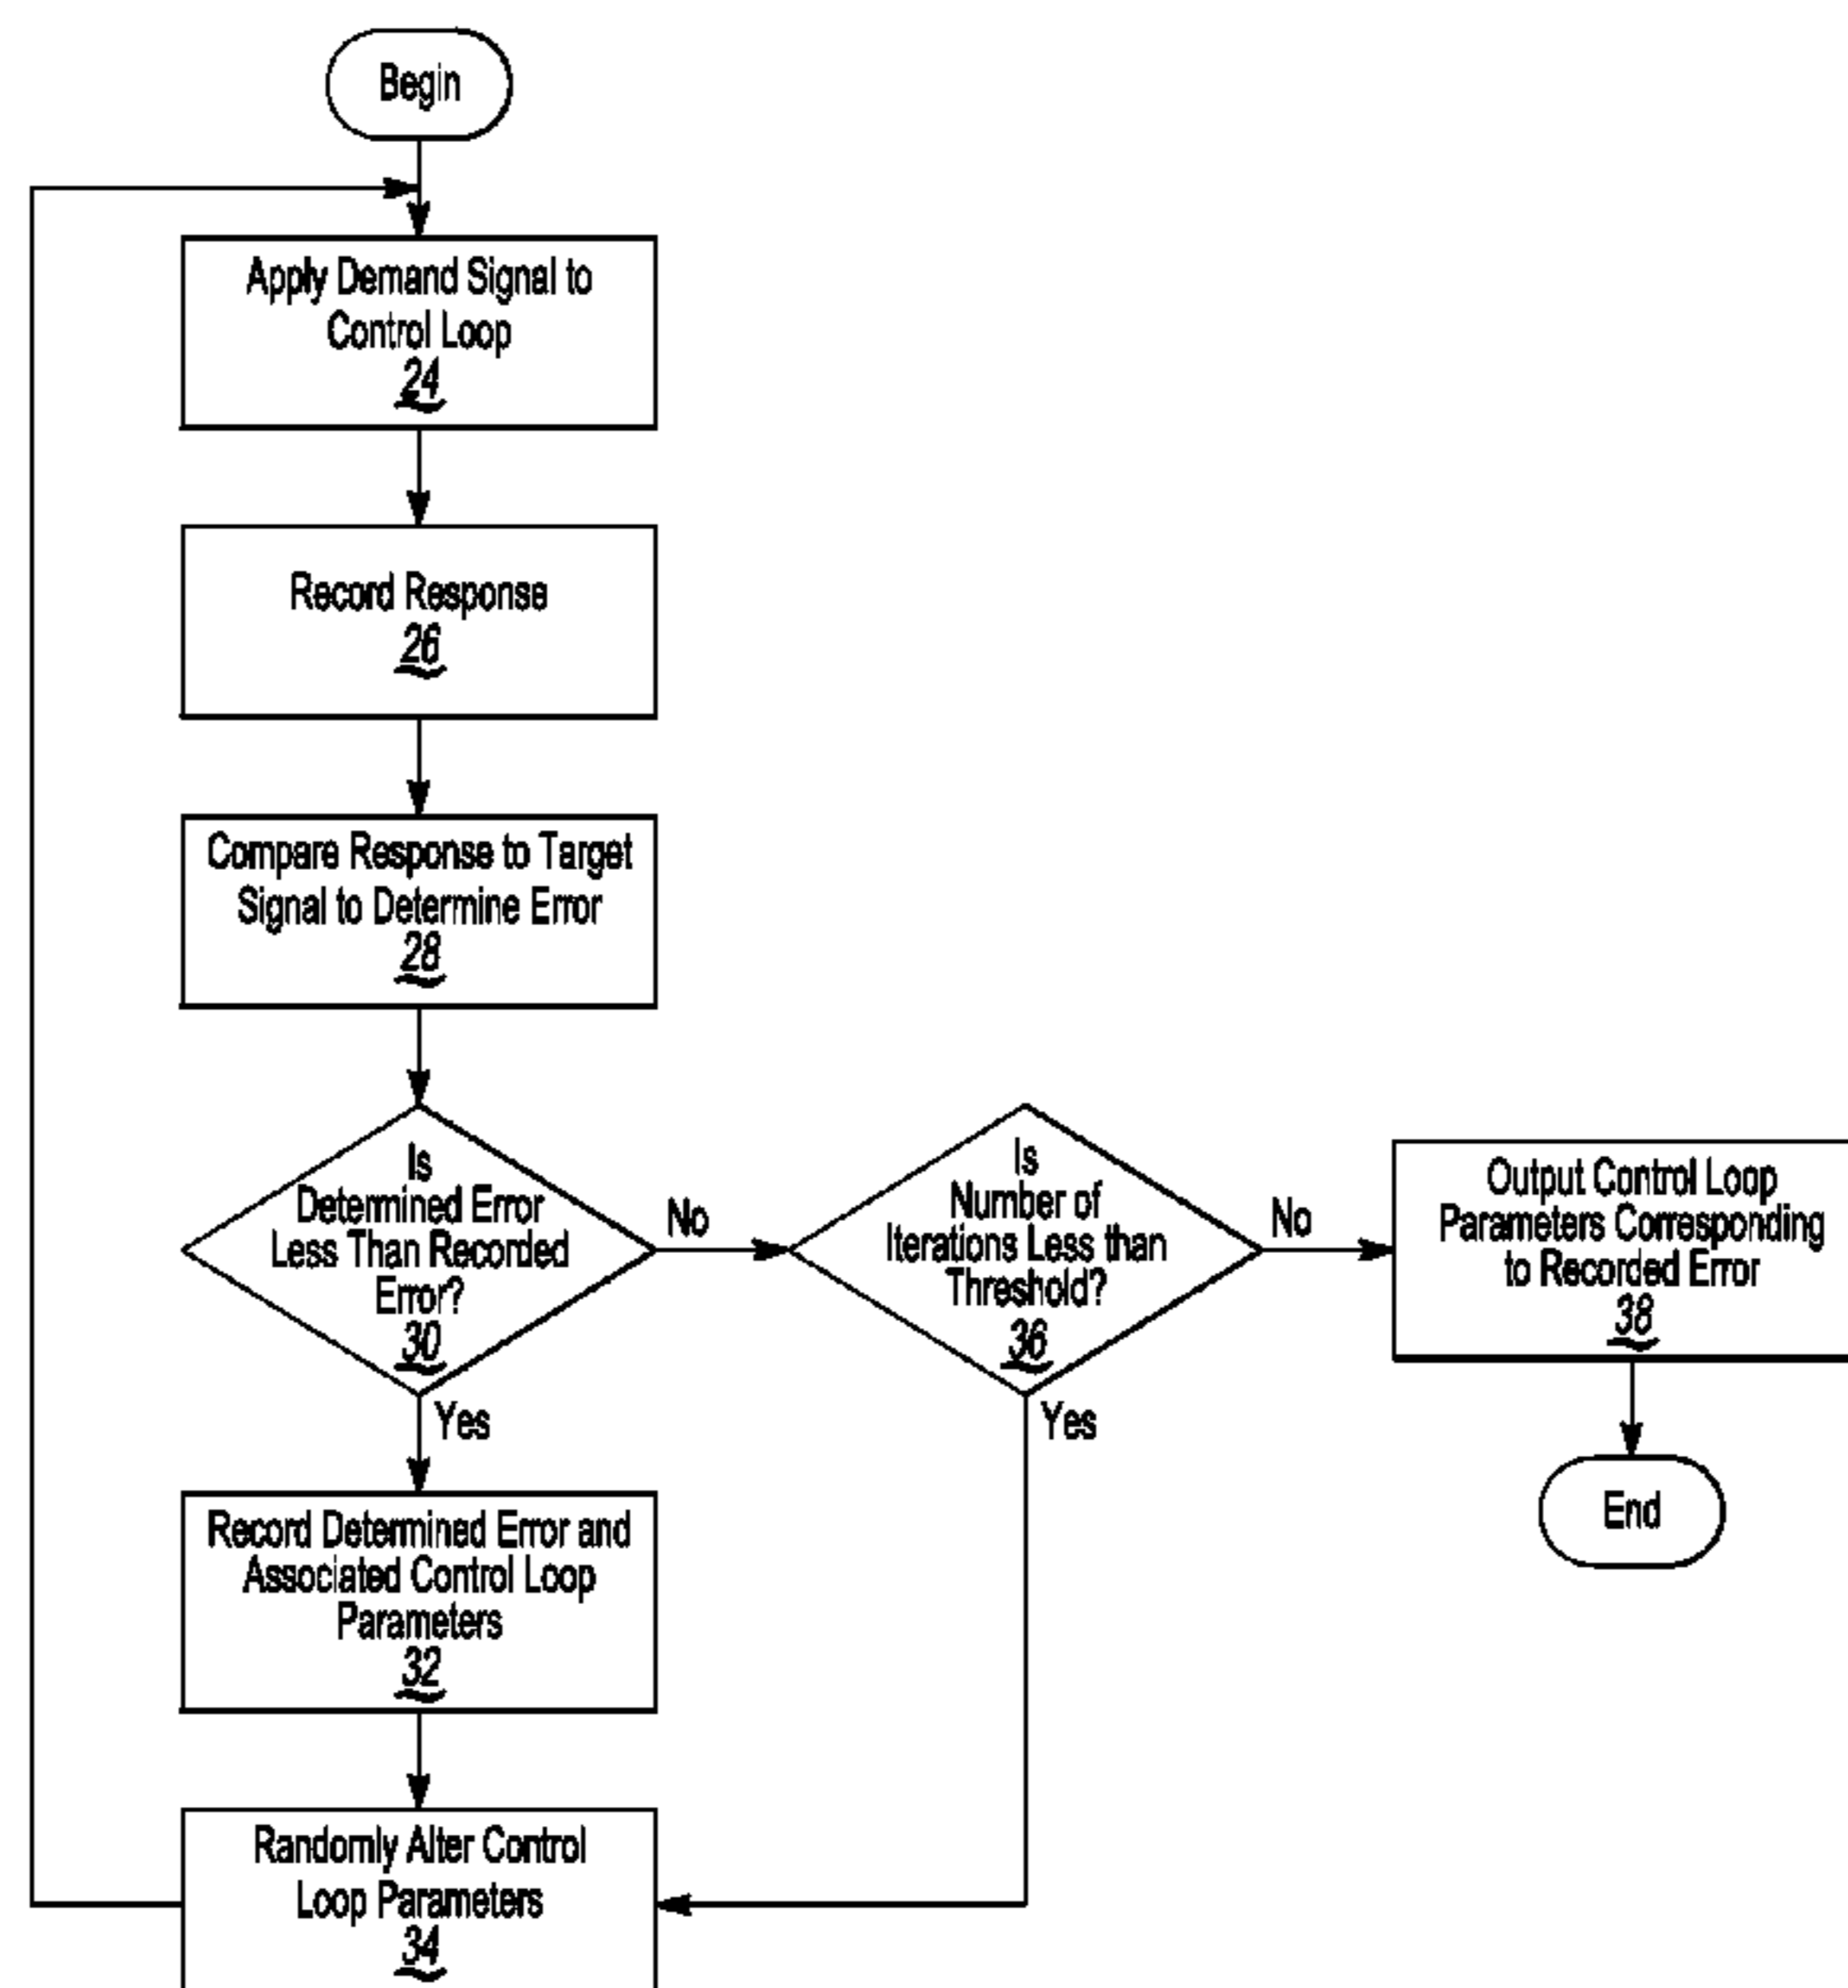 Begin
Apply Demand Signal to
Control Loop
24
Record Response
26
Compare Response to Target
Signal to Determine Error
28
Is
Determined Error
Less Than Recorded
Error?
30
No
Yes
Is
Number of
Iterations Less than
Threshold?
36
No
Yes
Output Control Loop
Parameters Corresponding
to Recorded Error
38
End
Record Determined Error and
Associated Control Loop
Parameters
32
Randomly Alter Control
Loop Parameters
34